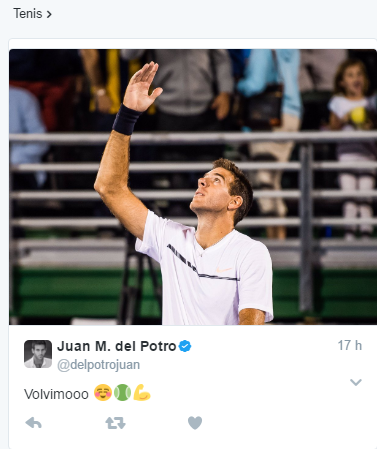 Tenis ›
Juan M. del Potro
17 h
@delpotrojuan
Volvimooo ☺️🎾💪